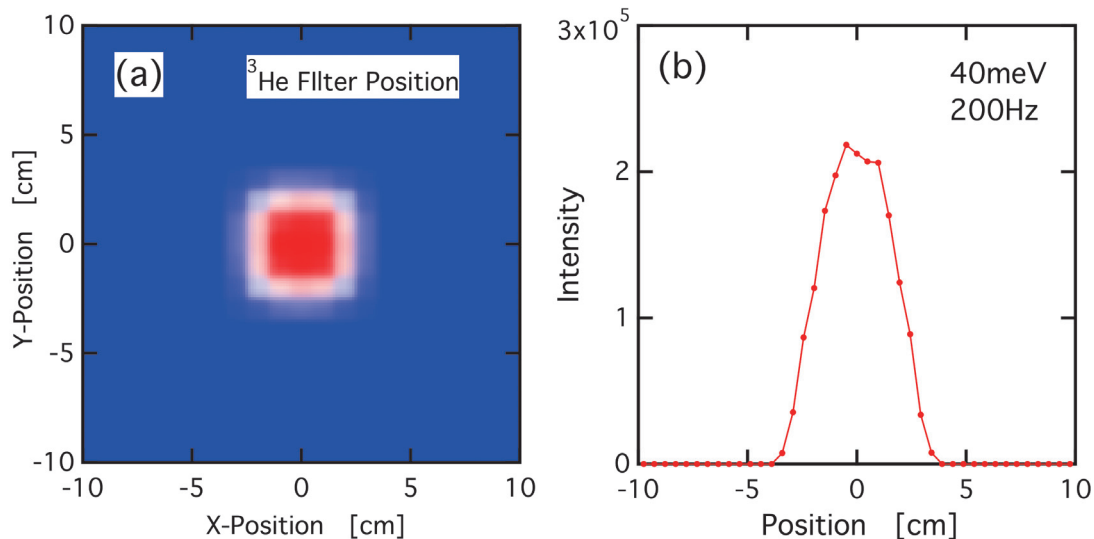 (a)
³He FIlter Position
10
5
0
-5
-10
Y-Position [cm]
-10
-5
0
5
10
X-Position [cm]
(b)
40meV
200Hz
3x10⁵
2
1
0
Intensity
-10
-5
0
5
10
Position [cm]